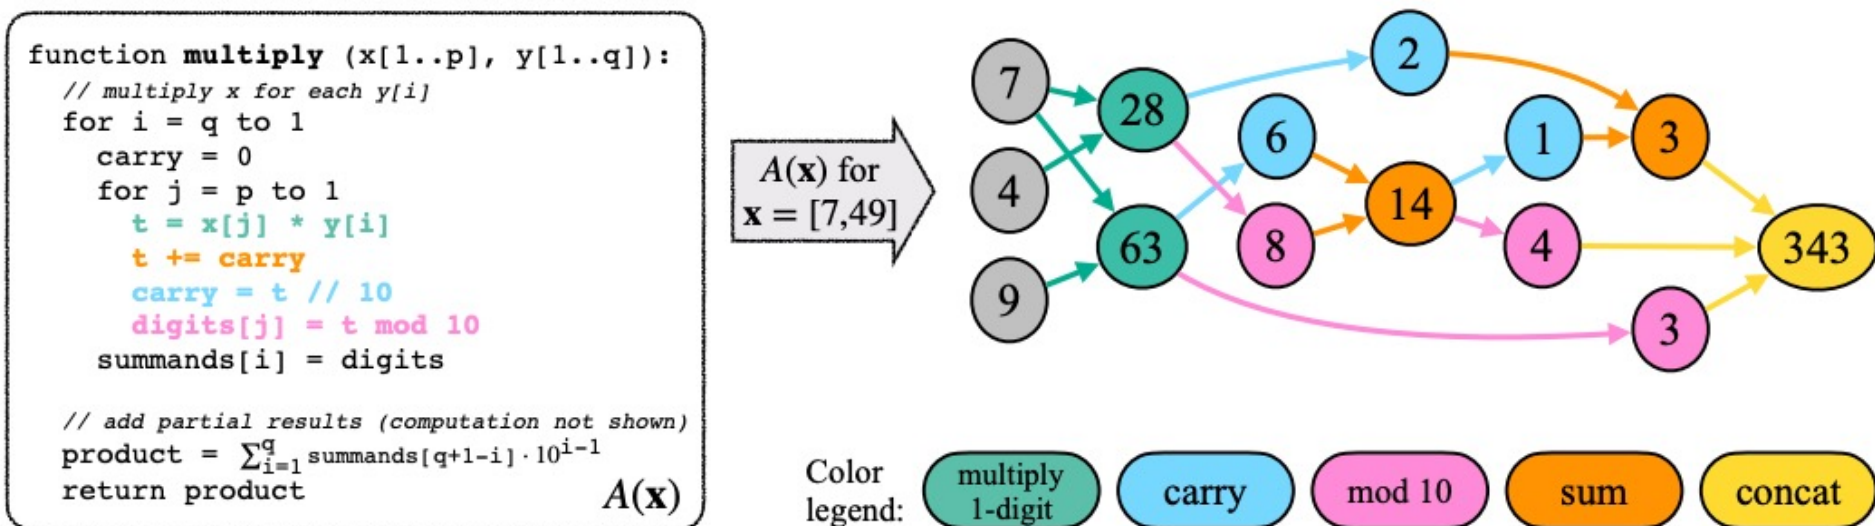 function multiply (x[1..p], y[1..q]):
// multiply x for each y[i]
for i = q to 1
carry = 0
for j = p to 1
t = x[j] * y[i]
t += carry
carry = t // 10
digits[j] = t mod 10
summands[i] = digits
// add partial results (computation not shown)
product = ∑ᵢ₌₁^q summands[q+1-i] · 10^{i-1}
return product
A(x)
A(x) for
x = [7,49]
7
4
9
28
63
2
6
8
14
1
4
3
3
343
Color
legend:
multiply
1-digit
carry
mod 10
sum
concat